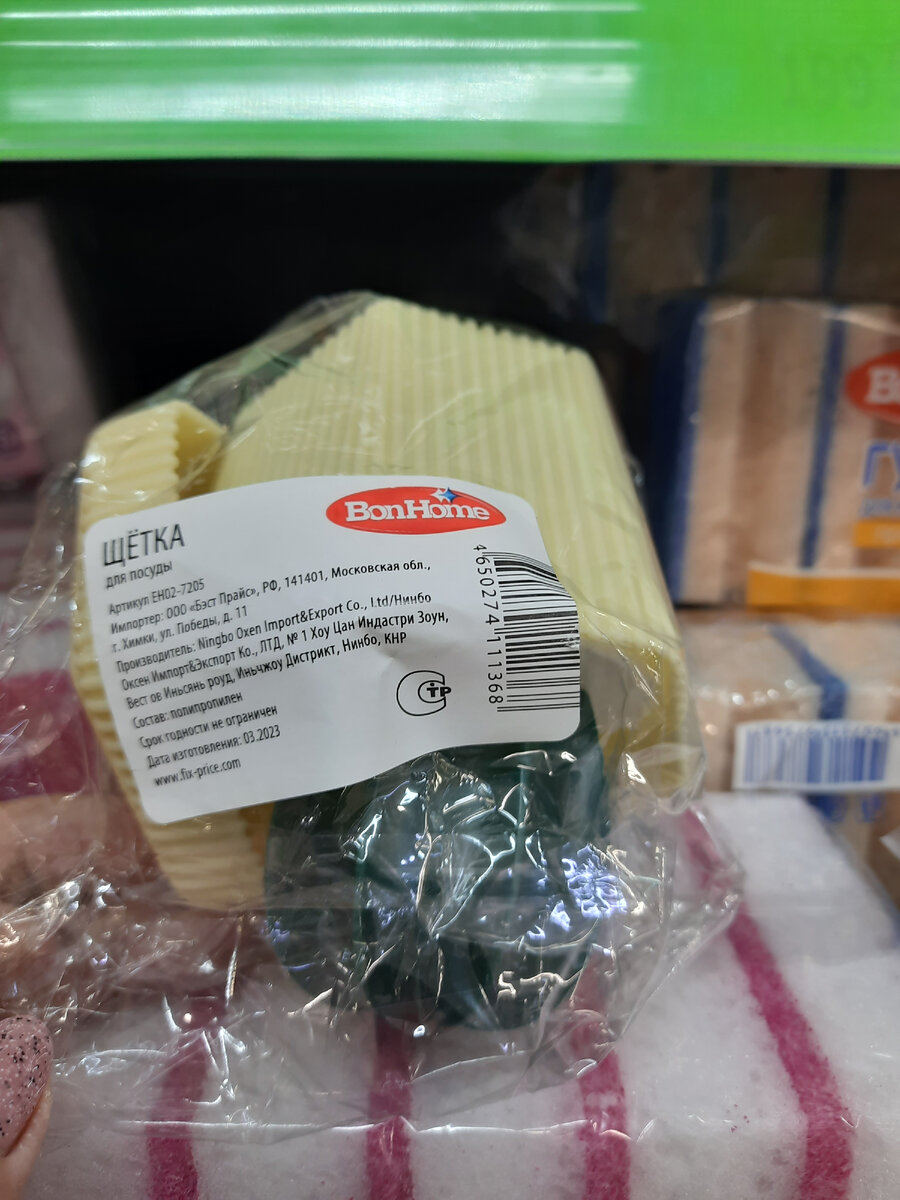 BonHome
ЩЁТКА
для посуды
Артикул EH02-7205
Импортер: ООО «Бэст Прайс», РФ, 141401, Московская обл.,
г. Химки, ул. Победы, д. 11
Производитель: Ningbo Oxen Import&Export Co., Ltd/Нинбо
Оксен Импорт&Экспорт Ко., ЛТД, № 1 Хоу Цан Индастри Зоун,
Вест ов Иньсянь роуд, Иньчжоу Дистрикт, Нинбо, КНР
Состав: полипропилен
Срок годности не ограничен
Дата изготовления: 03.2023
www.fix-price.com
4650274111368
СТР